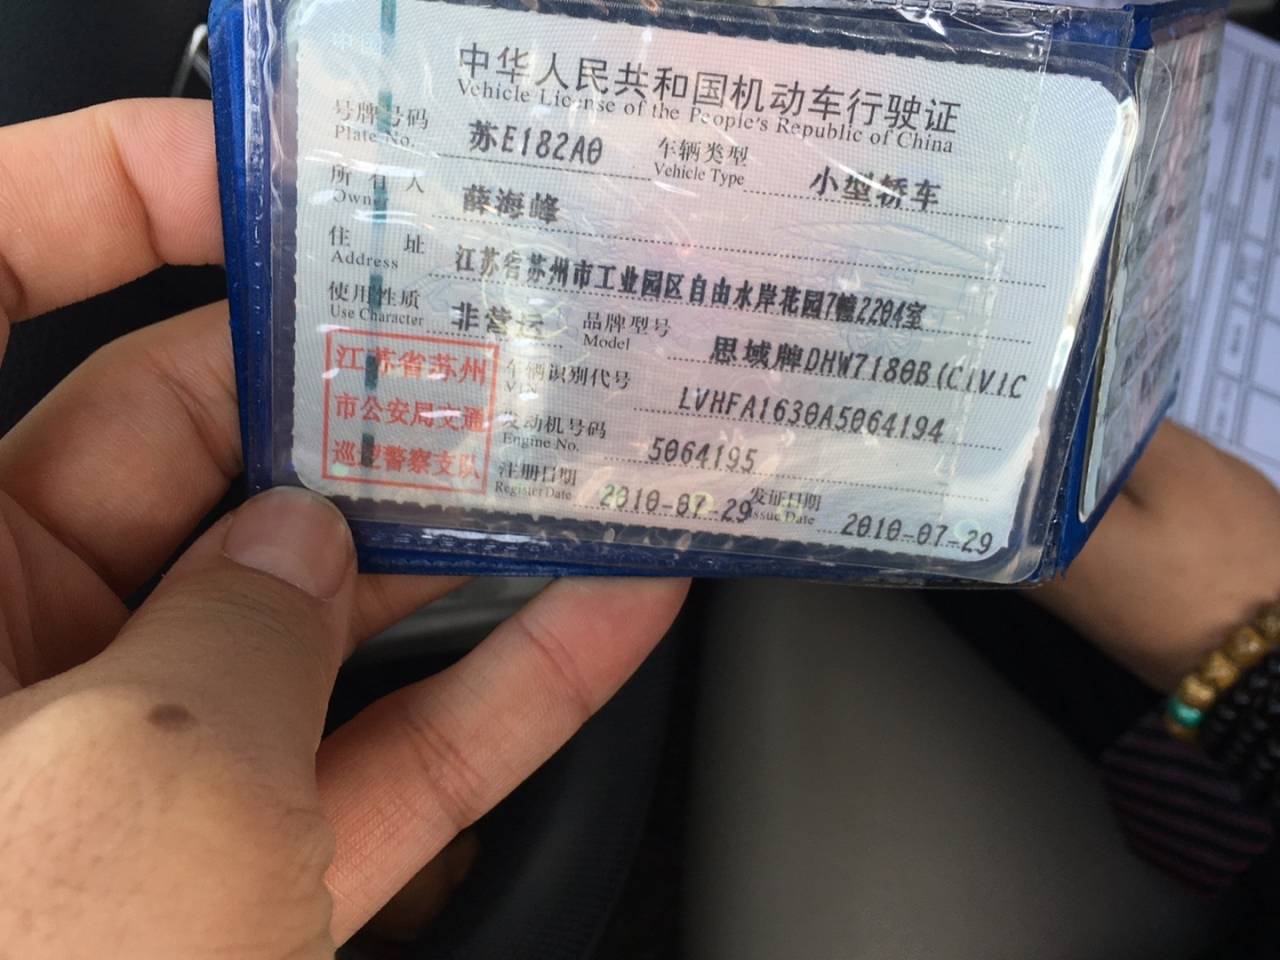 中华人民共和国机动车行驶证
Vehicle License of the People's Republic of China
号牌号码 苏E182A0 车辆类型 小型轿车
Plate No. Vehicle Type
所有人 薛海峰
Owner
住址 江苏省苏州市工业园区自由水岸花园7幢2204室
Address
使用性质 非营运 品牌型号 思域牌DHW7180B(CIVIC
Use Character Model
车辆识别代号 LVHFA1630A5064194
VIN
发动机号码 5064195
Engine No.
注册日期 2010-07-29 发证日期 2010-07-29
Register Date Issue Date
江苏省苏州
市公安局交通
巡逻警察支队